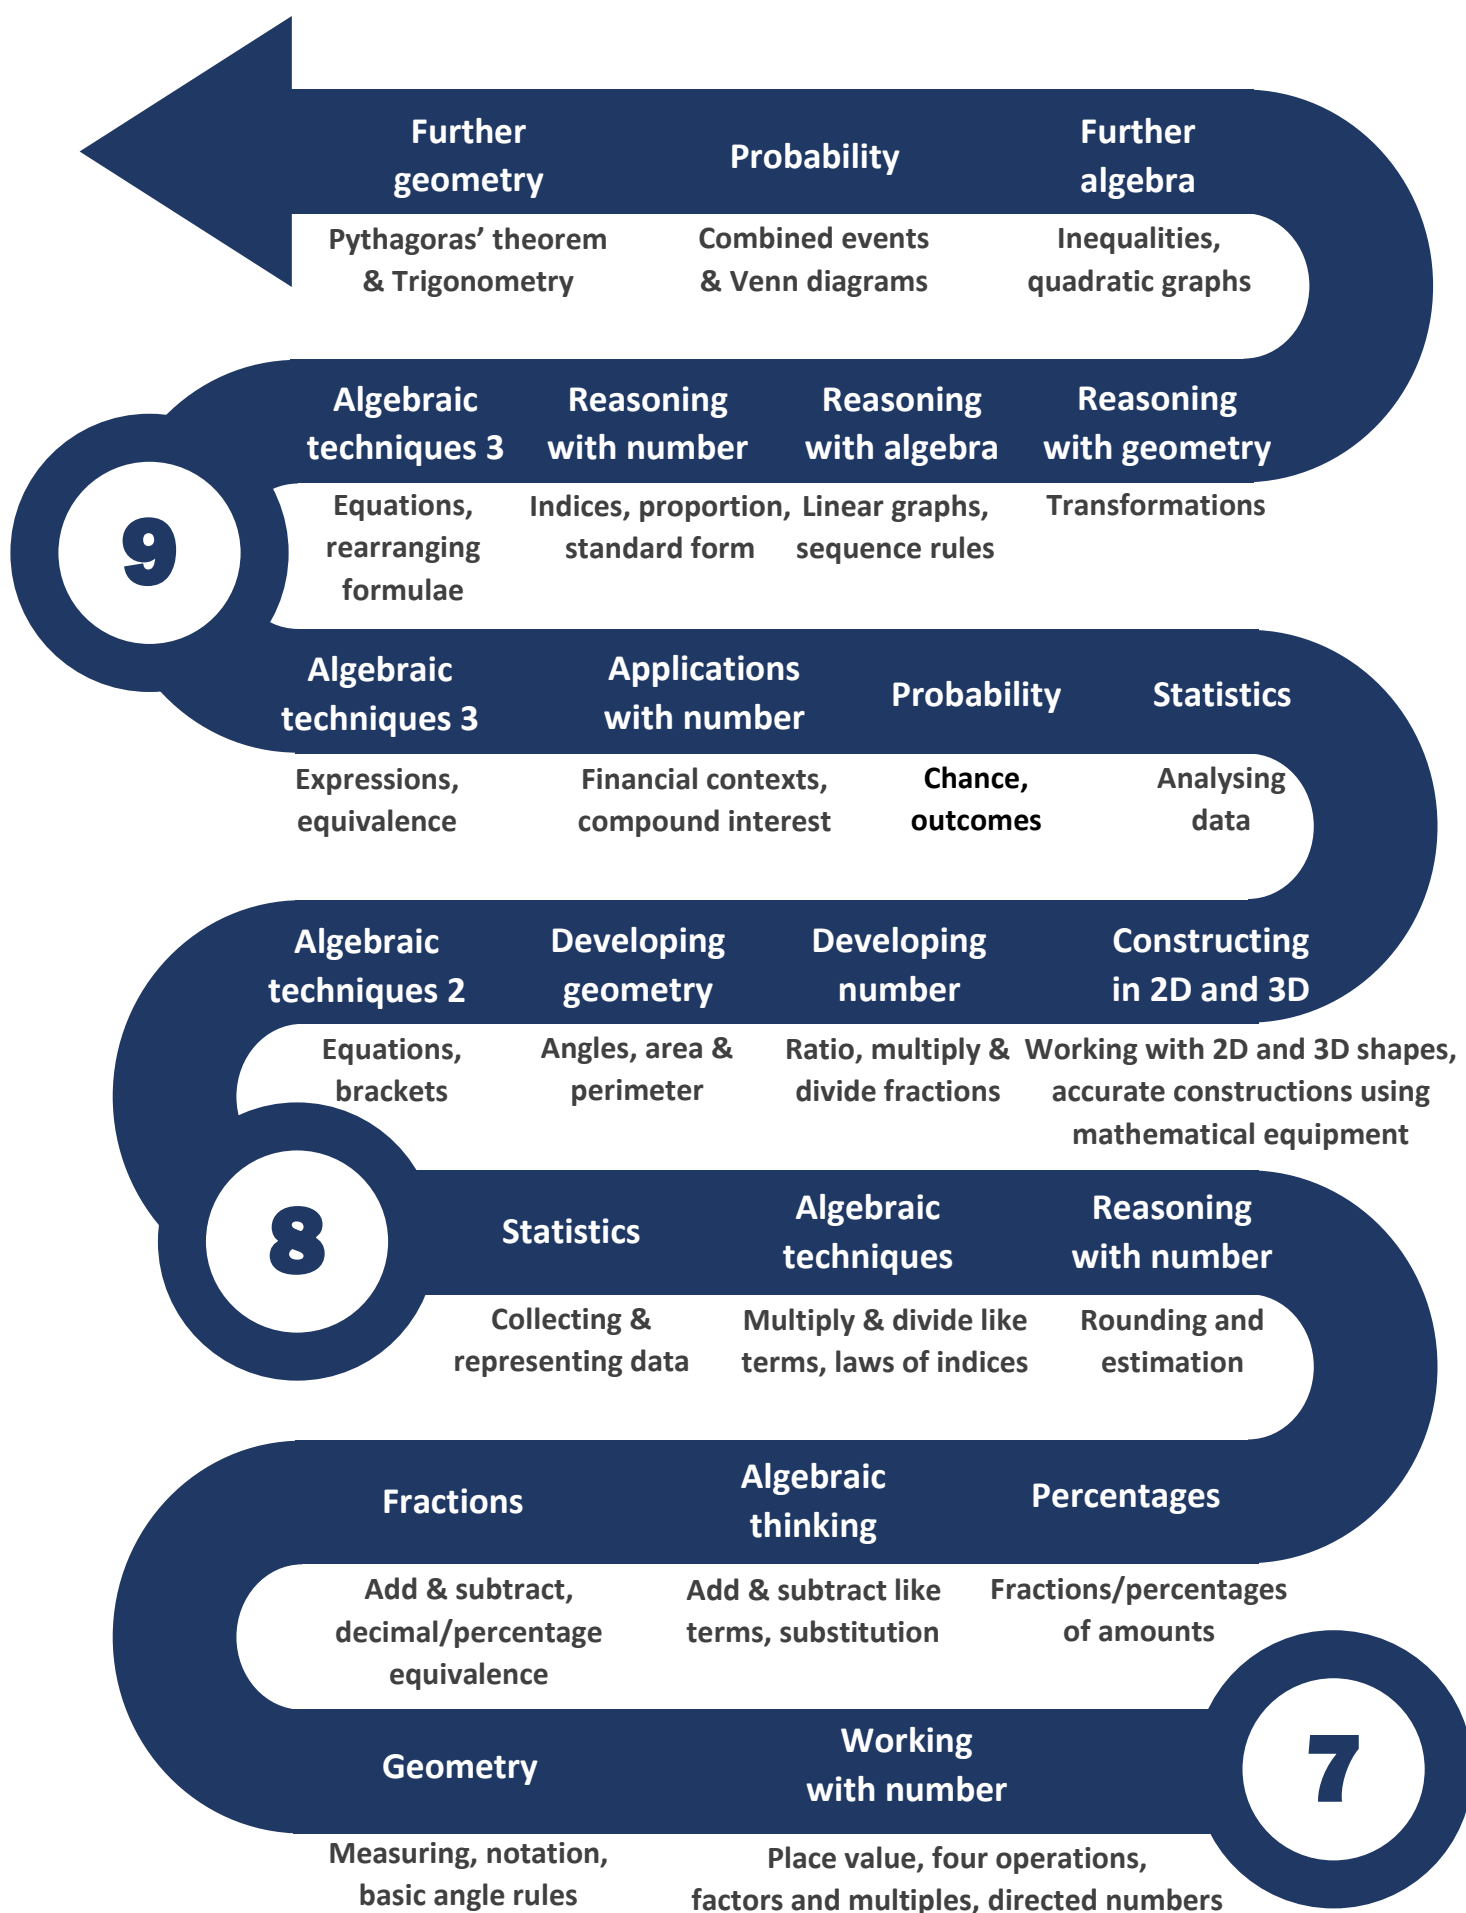 Further
geometry
Probability
Further
algebra
Pythagoras’ theorem
& Trigonometry
Combined events
& Venn diagrams
Inequalities,
quadratic graphs
Algebraic
techniques 3
Reasoning
with number
Reasoning
with algebra
Reasoning
with geometry
9
Equations,
rearranging
formulae
Indices, proportion,
standard form
Linear graphs,
sequence rules
Transformations
Algebraic
techniques 3
Applications
with number
Probability
Statistics
Expressions,
equivalence
Financial contexts,
compound interest
Chance,
outcomes
Analysing
data
Algebraic
techniques 2
Developing
geometry
Developing
number
Constructing
in 2D and 3D
Equations,
brackets
Angles, area &
perimeter
Ratio, multiply &
divide fractions
Working with 2D and 3D shapes,
accurate constructions using
mathematical equipment
8
Statistics
Algebraic
techniques
Reasoning
with number
Collecting &
representing data
Multiply & divide like
terms, laws of indices
Rounding and
estimation
Fractions
Algebraic
thinking
Percentages
Add & subtract,
decimal/percentage
equivalence
Add & subtract like
terms, substitution
Fractions/percentages
of amounts
Geometry
Working
with number
7
Measuring, notation,
basic angle rules
Place value, four operations,
factors and multiples, directed numbers